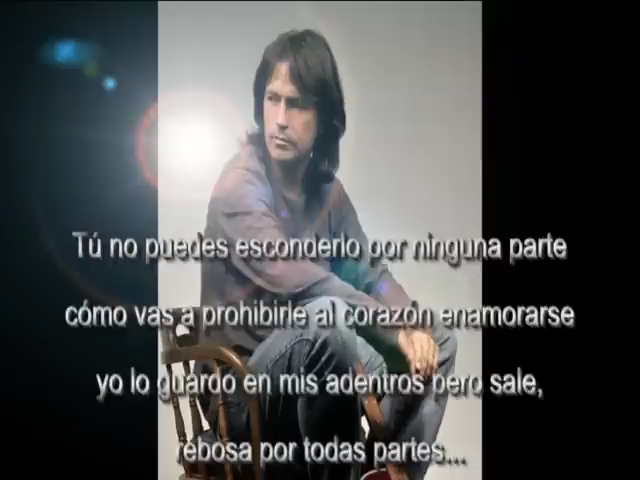 Tú no puedes esconderlo por ninguna parte
cómo vas a prohibirle al corazón enamorarse
yo lo guardo en mis adentros pero sale,
rebosa por todas partes...